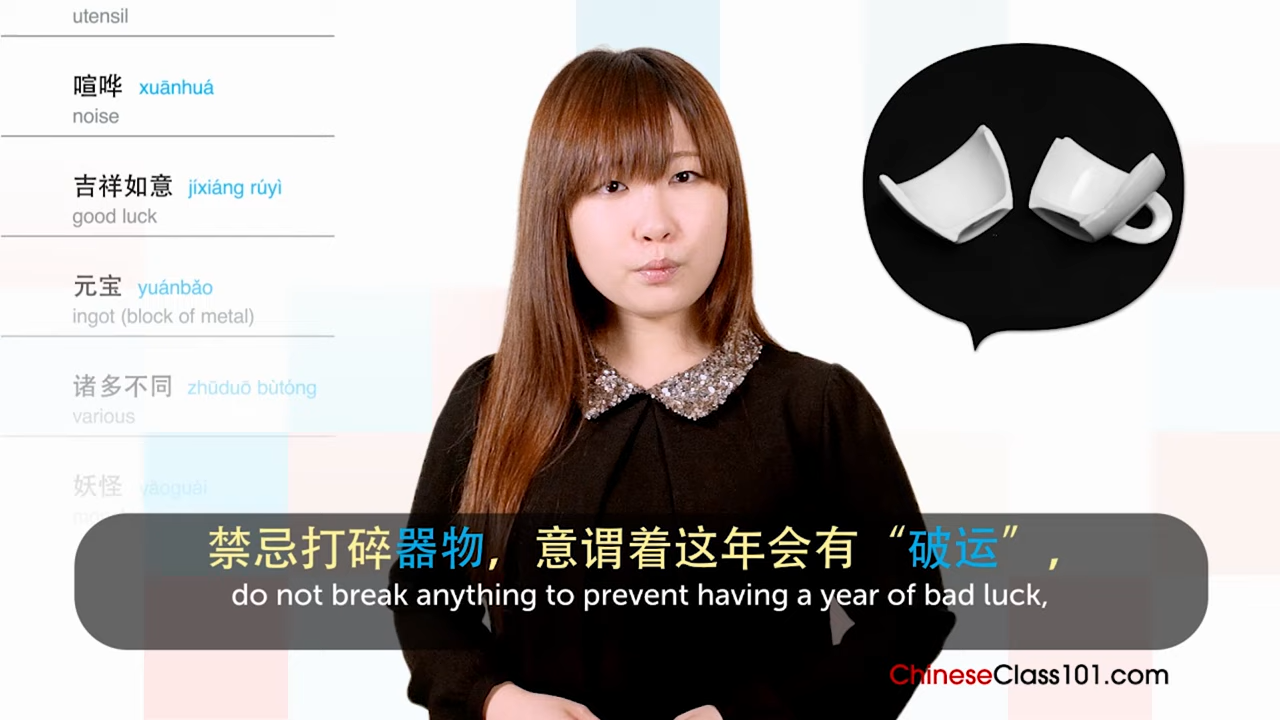 utensil
喧哗 xuānhuá
noise
吉祥如意 jíxiáng rúyì
good luck
元宝 yuánbǎo
ingot (block of metal)
诸多不同 zhūduō bùtóng
various
妖怪 yāoguài
禁忌打碎器物，意谓着这年会有“破运”，
do not break anything to prevent having a year of bad luck,
ChineseClass101.com